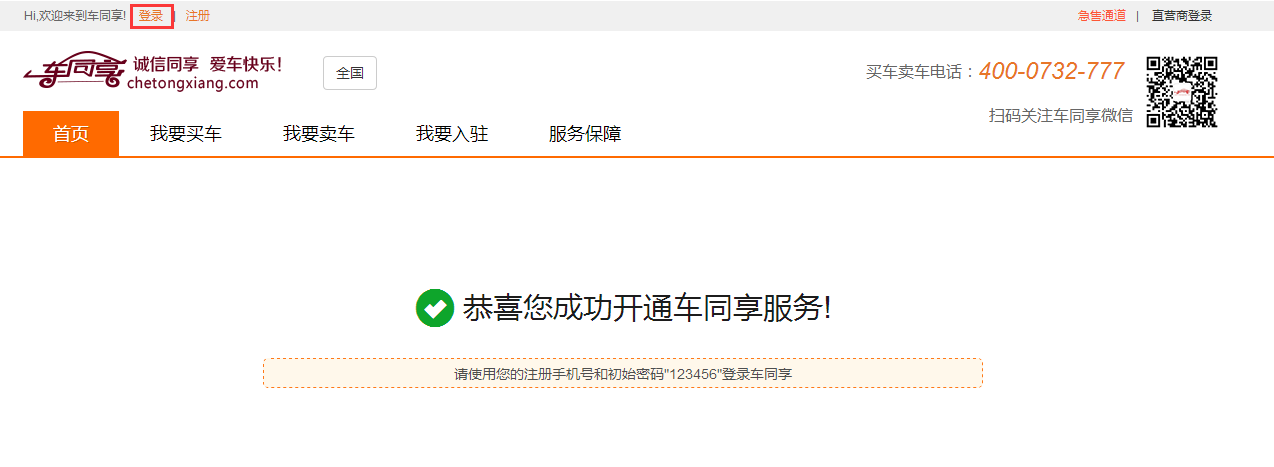 Hi,欢迎来到车同享! 登录 | 注册 急售通道 | 直营商登录
车同享 诚信同享 爱车快乐! 全国 买车卖车电话：400-0732-777
chetongxiang.com
扫码关注车同享微信
首页 我要买车 我要卖车 我要入驻 服务保障
恭喜您成功开通车同享服务!
请使用您的注册手机号和初始密码"123456"登录车同享